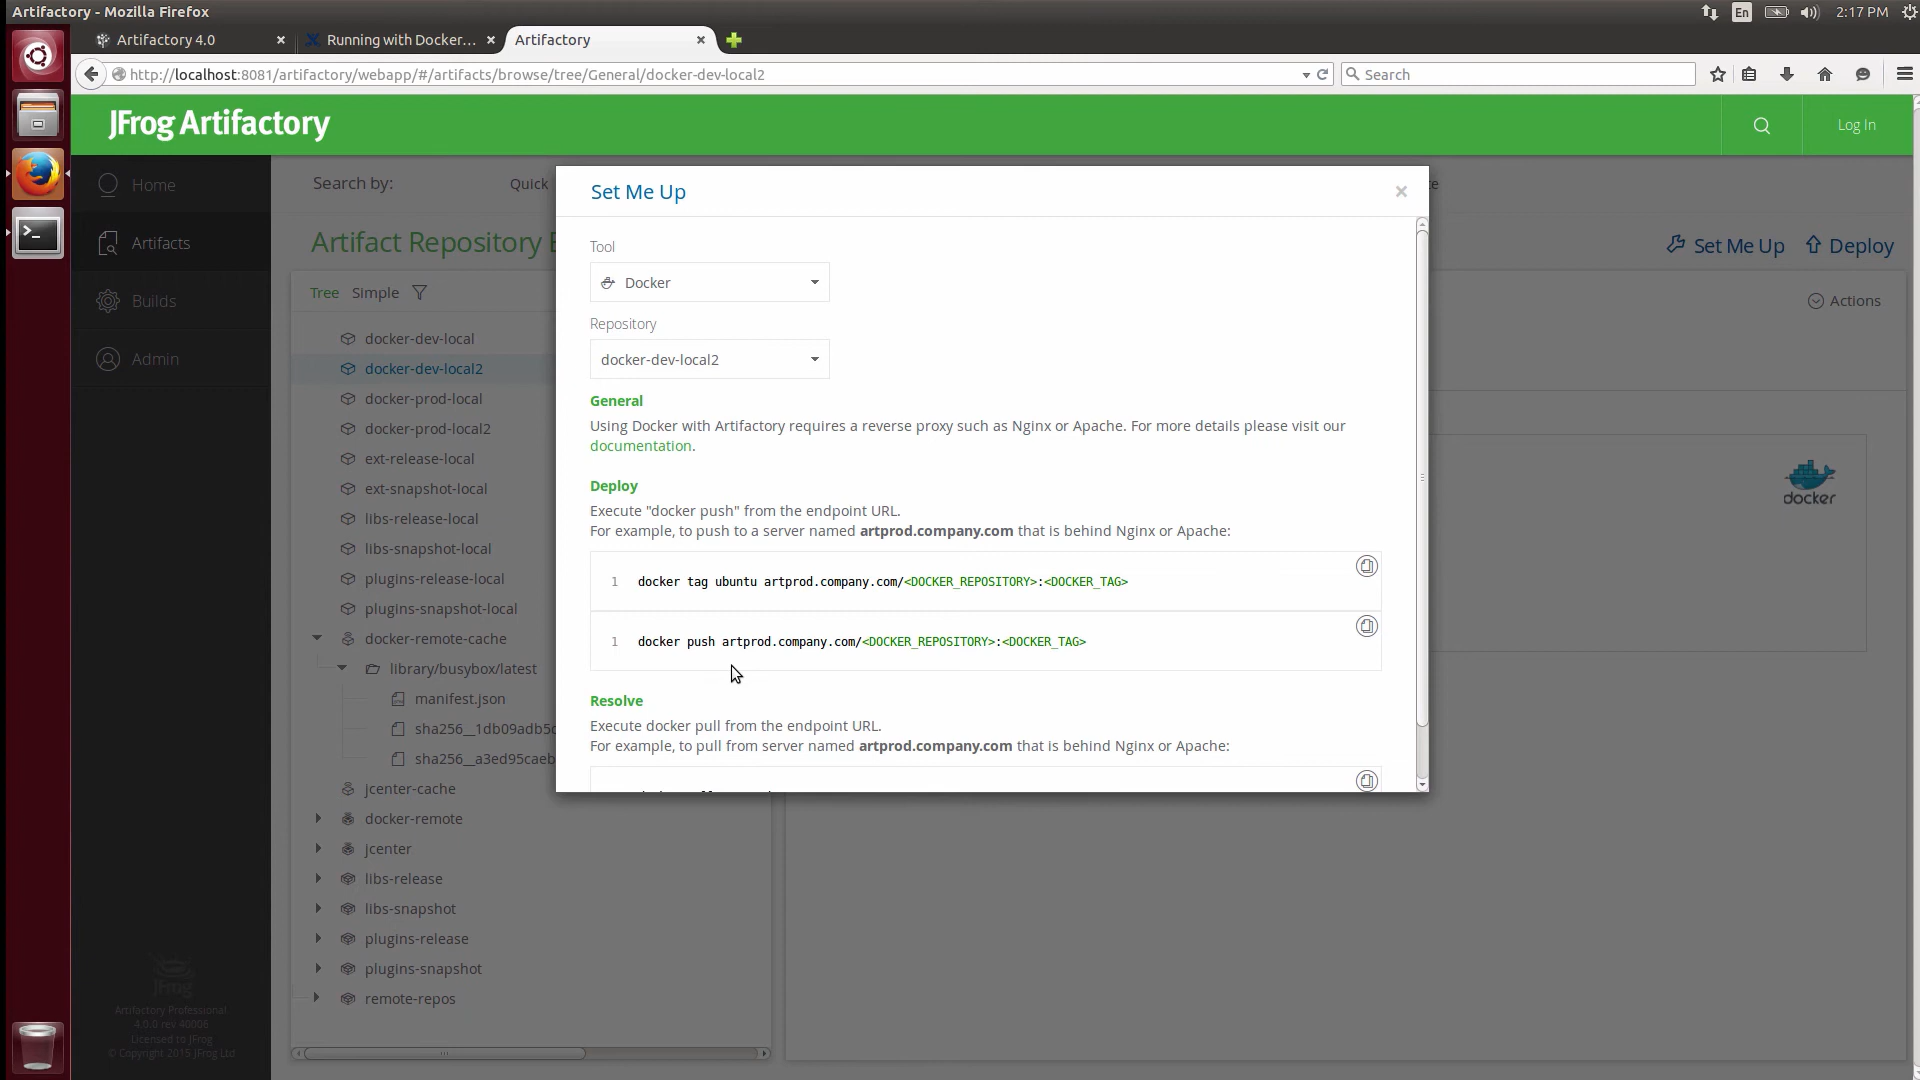 Artifactory - Mozilla Firefox
En
2:17 PM
Artifactory 4.0
Running with Docker...
Artifactory
http://localhost:8081/artifactory/webapp/#/artifacts/browse/tree/General/docker-dev-local2
Search
JFrog Artifactory
Log In
Home
Artifacts
Builds
Admin
Search by:
Quick
Artifact Repository
Set Me Up
Deploy
Tree
Simple
Actions
docker-dev-local
docker-dev-local2
docker-prod-local
docker-prod-local2
ext-release-local
ext-snapshot-local
libs-release-local
libs-snapshot-local
plugins-release-local
plugins-snapshot-local
docker-remote-cache
library/busybox/latest
manifest.json
sha256__1db09adb5
sha256__a3ed95caeb
jcenter-cache
docker-remote
jcenter
libs-release
libs-snapshot
plugins-release
plugins-snapshot
remote-repos
docker
JFrog
Artifactory Professional
4.0.0 rev 40006
Licensed to JFrog
© Copyright 2015 JFrog Ltd
Set Me Up
Tool
Docker
Repository
docker-dev-local2
General
Using Docker with Artifactory requires a reverse proxy such as Nginx or Apache. For more details please visit our
documentation.
Deploy
Execute "docker push" from the endpoint URL.
For example, to push to a server named artprod.company.com that is behind Nginx or Apache:
1 docker tag ubuntu artprod.company.com/<DOCKER_REPOSITORY>:<DOCKER_TAG>
1 docker push artprod.company.com/<DOCKER_REPOSITORY>:<DOCKER_TAG>
Resolve
Execute docker pull from the endpoint URL.
For example, to pull from server named artprod.company.com that is behind Nginx or Apache: